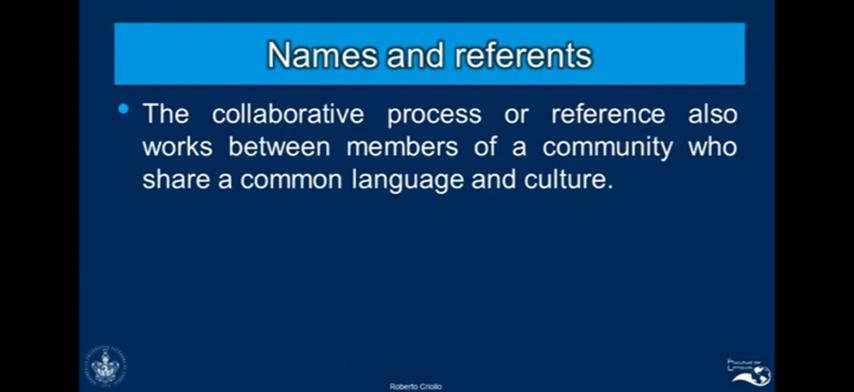 Names and referents
• The collaborative process or reference also
works between members of a community who
share a common language and culture.
Roberto Criollo